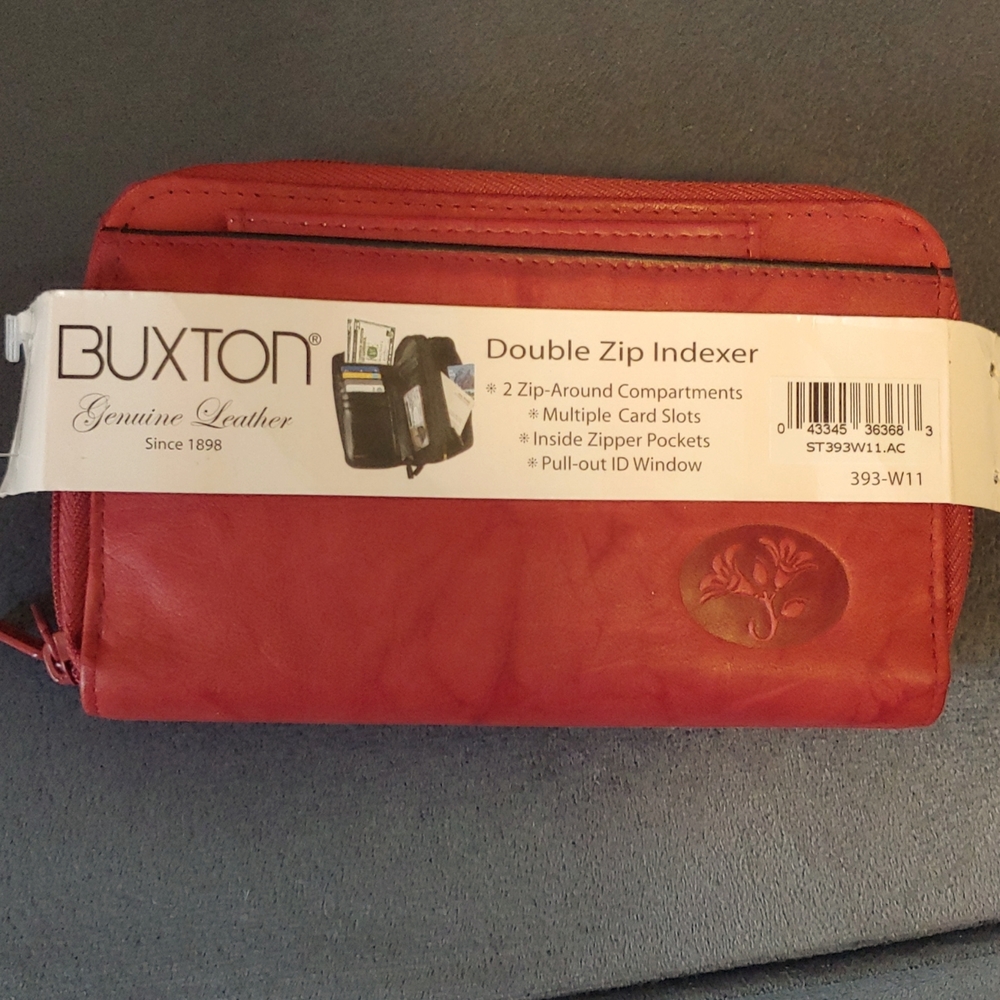 BUXTON®
Genuine Leather
Since 1898
Double Zip Indexer
※ 2 Zip-Around Compartments
※ Multiple Card Slots
※ Inside Zipper Pockets
※ Pull-out ID Window
0 43345 36368 3
ST393W11.AC
393-W11